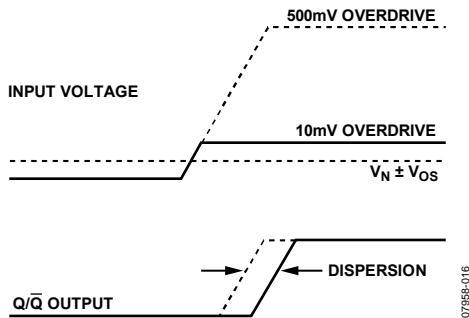 500mV OVERDRIVE
INPUT VOLTAGE
10mV OVERDRIVE
V_N ± V_OS
DISPERSION
Q/Q̅ OUTPUT
07958-016